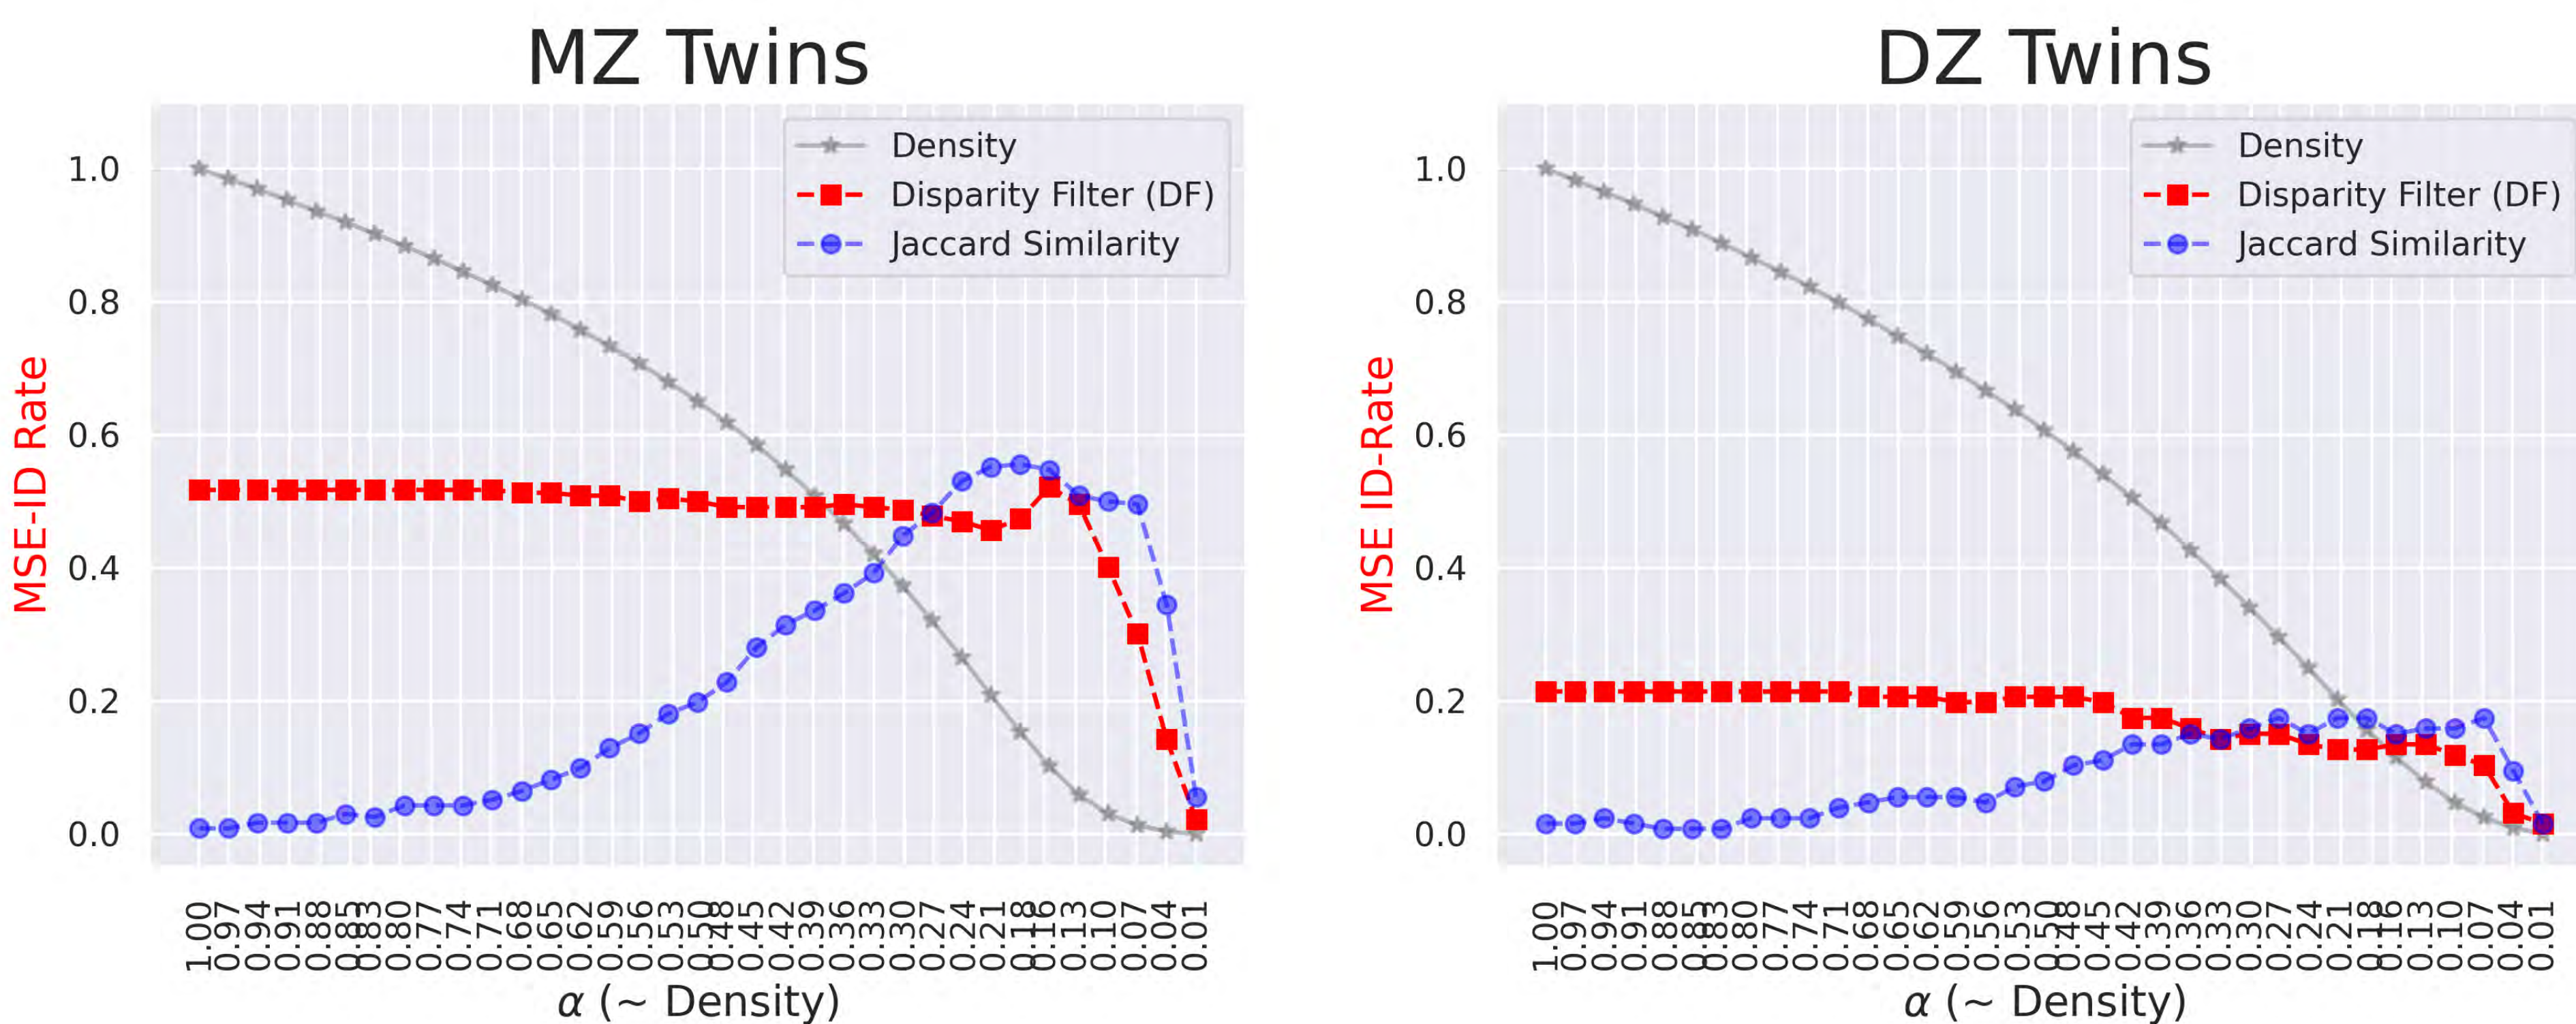 MZ Twins
Density
Disparity Filter (DF)
Jaccard Similarity
1.0
0.8
0.6
0.4
0.2
0.0
MSE-ID Rate
1.00 0.97 0.94 0.91 0.88 0.85 0.83 0.80 0.77 0.74 0.71 0.68 0.65 0.62 0.59 0.56 0.53 0.50 0.48 0.45 0.42 0.39 0.36 0.33 0.30 0.27 0.24 0.21 0.18 0.16 0.13 0.10 0.07 0.04 0.01
α (~ Density)
DZ Twins
Density
Disparity Filter (DF)
Jaccard Similarity
1.0
0.8
0.6
0.4
0.2
0.0
MSE ID-Rate
1.00 0.97 0.94 0.91 0.88 0.85 0.83 0.80 0.77 0.74 0.71 0.68 0.65 0.62 0.59 0.56 0.53 0.50 0.48 0.45 0.42 0.39 0.36 0.33 0.30 0.27 0.24 0.21 0.18 0.16 0.13 0.10 0.07 0.04 0.01
α (~ Density)